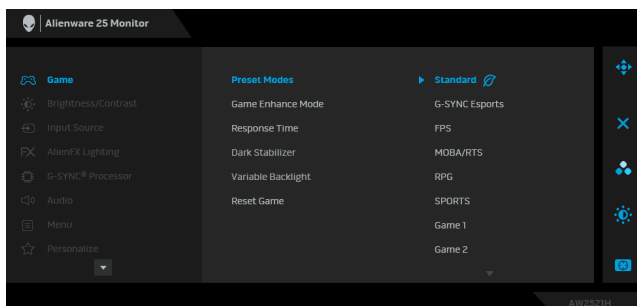 Alienware 25 Monitor
Game Preset Modes Standard
Brightness/Contrast Game Enhance Mode G-SYNC Esports
Input Source Response Time FPS
FX AlienFX Lighting Dark Stabilizer MOBA/RTS
G-SYNC® Processor Variable Backlight RPG
Audio Reset Game SPORTS
Menu Game 1
Personalize Game 2
AW2521H